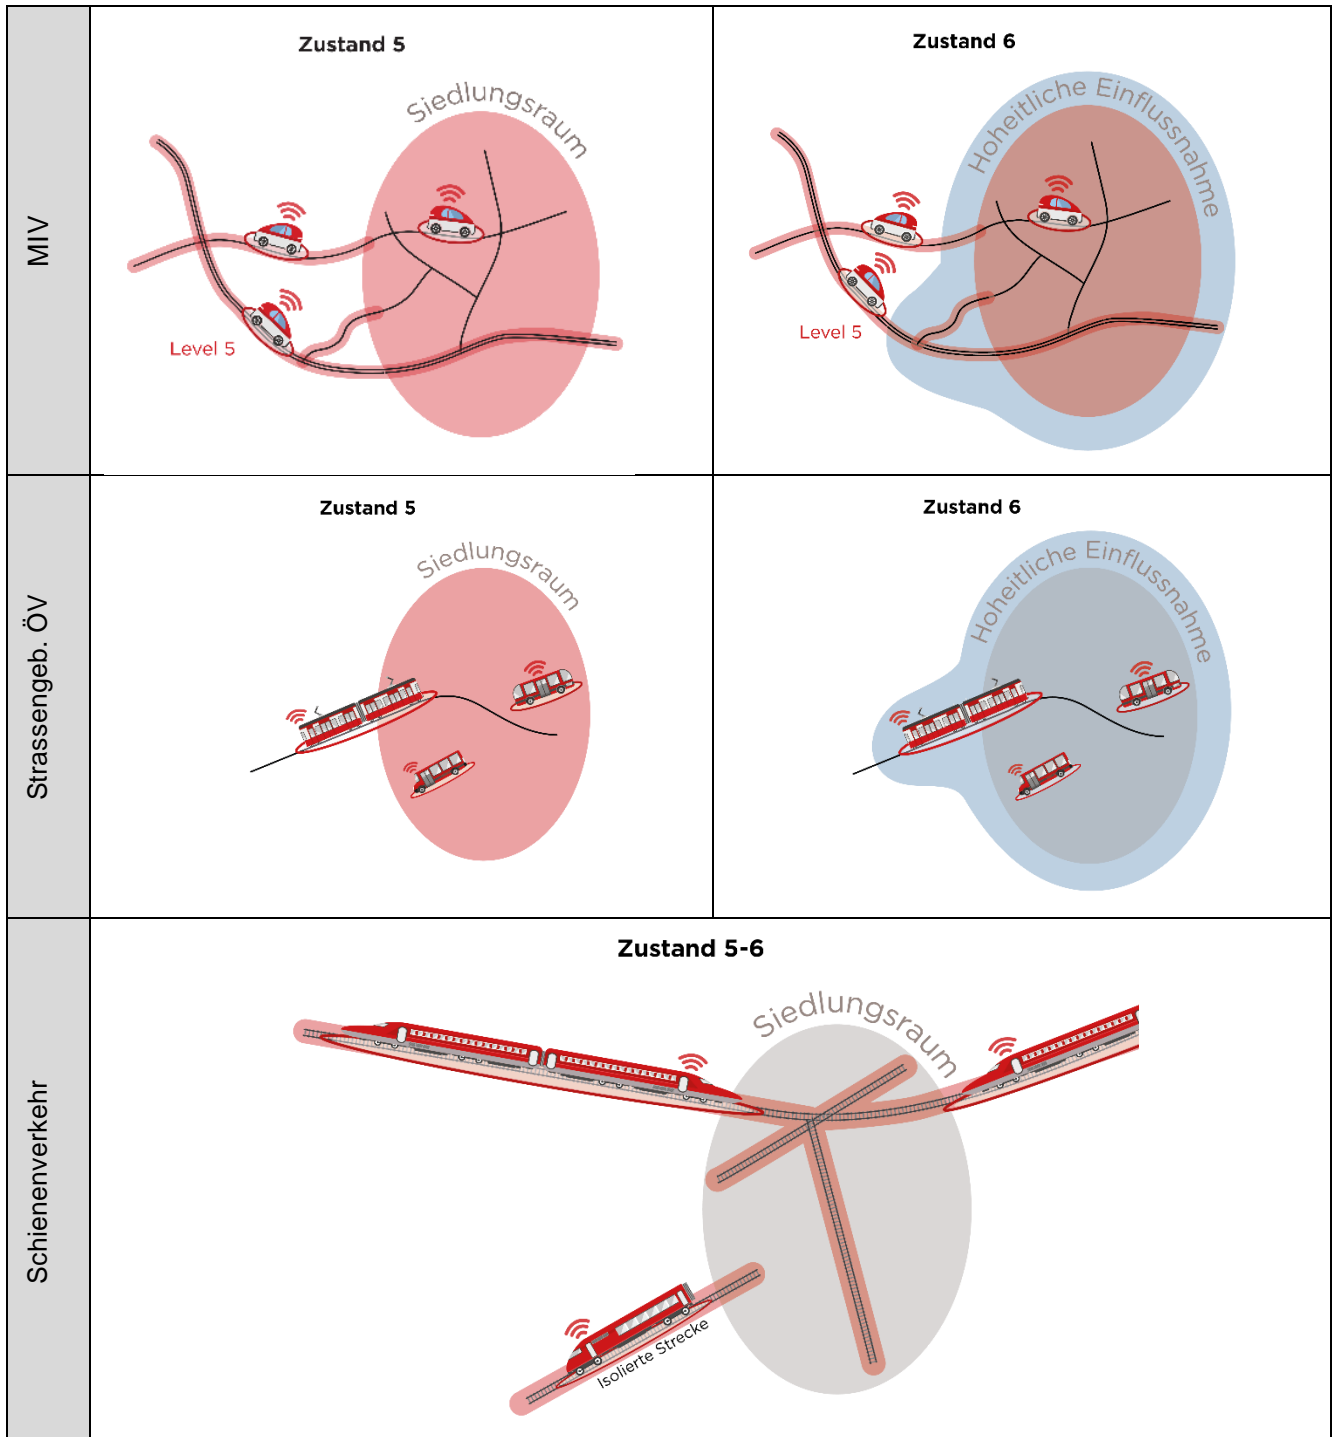 MIV
Zustand 5
Siedlungsraum
Level 5
Zustand 6
Hoheitliche Einflussnahme
Level 5
Strassengeb. ÖV
Zustand 5
Siedlungsraum
Zustand 6
Hoheitliche Einflussnahme
Schienenverkehr
Zustand 5-6
Siedlungsraum
Isolierte Strecke